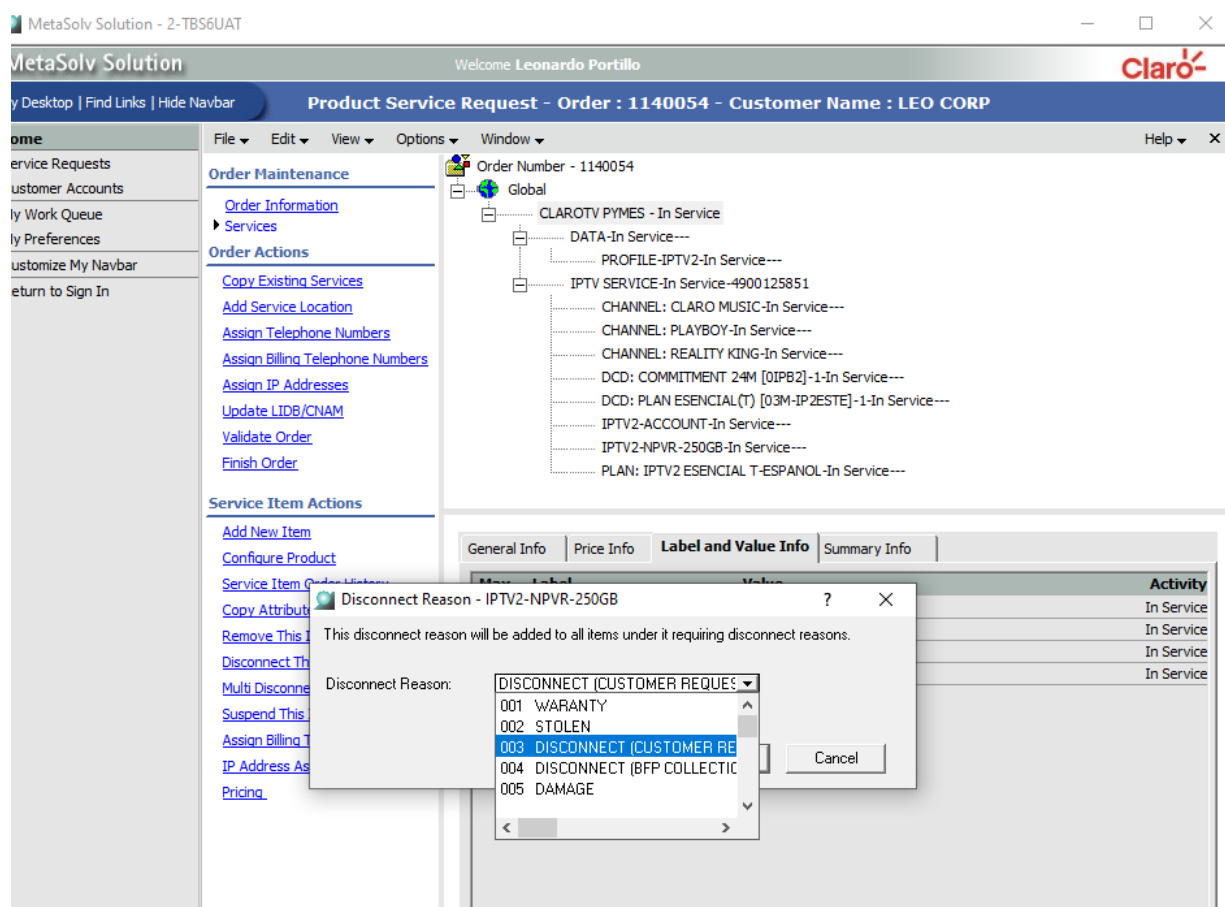 MetaSolv Solution - 2-TBS6UAT
MetaSolv Solution
Welcome Leonardo Portillo
Claro
y Desktop | Find Links | Hide Navbar
Product Service Request - Order : 1140054 - Customer Name : LEO CORP
ome
ervice Requests
ustomer Accounts
y Work Queue
y Preferences
ustomize My Navbar
eturn to Sign In
File Edit View Options Window Help X
Order Maintenance
Order Information
Services
Order Actions
Copy Existing Services
Add Service Location
Assign Telephone Numbers
Assign Billing Telephone Numbers
Assign IP Addresses
Update LIDB/CNAM
Validate Order
Finish Order
Service Item Actions
Add New Item
Configure Product
Service Item Order History
Copy Attribut
Remove This I
Disconnect Th
Multi Disconne
Suspend This
Assign Billing T
IP Address As
Pricing
Order Number - 1140054
Global
CLAROTV PYMES - In Service
DATA-In Service---
PROFILE-IPTV2-In Service---
IPTV SERVICE-In Service-4900125851
CHANNEL: CLARO MUSIC-In Service---
CHANNEL: PLAYBOY-In Service---
CHANNEL: REALITY KING-In Service---
DCD: COMMITMENT 24M [0IPB2]-1-In Service---
DCD: PLAN ESENCIAL(T) [03M-IP2ESTE]-1-In Service---
IPTV2-ACCOUNT-In Service---
IPTV2-NPVR-250GB-In Service---
PLAN: IPTV2 ESENCIAL T-ESPANOL-In Service---
General Info Price Info Label and Value Info Summary Info
Max Label Value Activity
In Service
In Service
In Service
In Service
Disconnect Reason - IPTV2-NPVR-250GB ?
This disconnect reason will be added to all items under it requiring disconnect reasons.
Disconnect Reason: DISCONNECT (CUSTOMER REQUES
001 WARANTY
002 STOLEN
003 DISCONNECT (CUSTOMER RE
004 DISCONNECT (BFP COLLECTIC
005 DAMAGE
Cancel